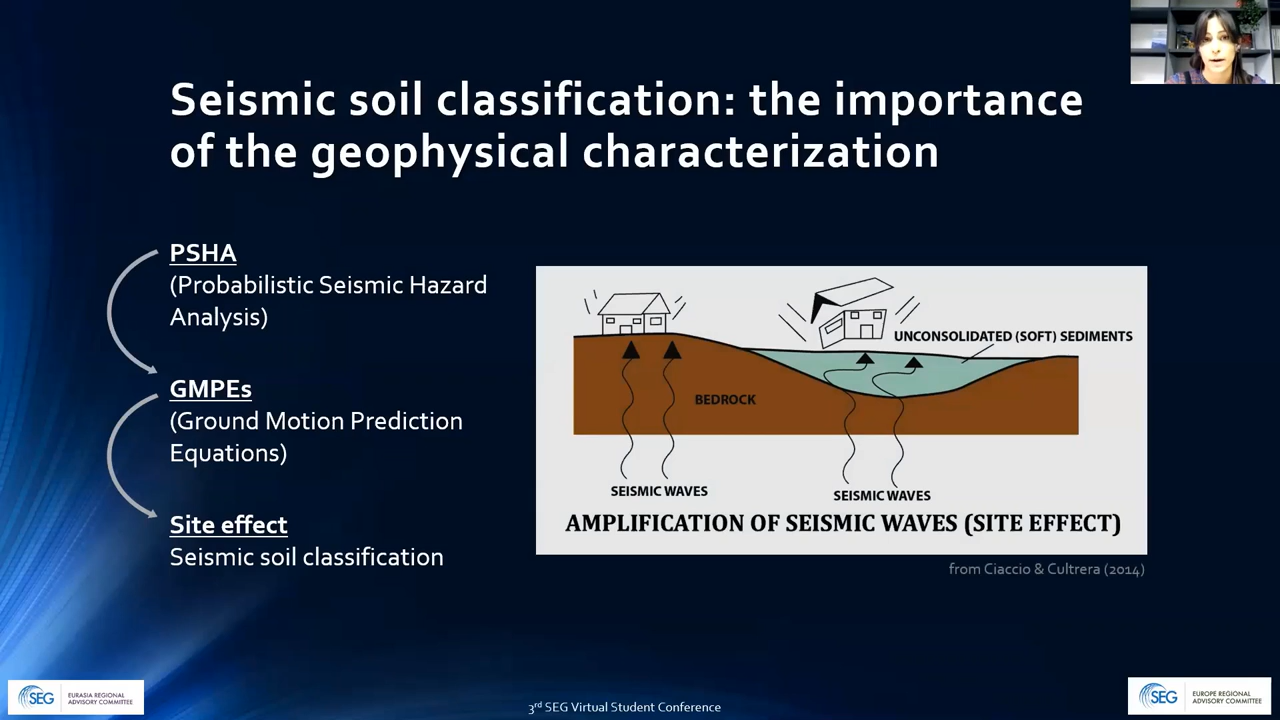 Seismic soil classification: the importance
of the geophysical characterization
PSHA
(Probabilistic Seismic Hazard
Analysis)
GMPEs
(Ground Motion Prediction
Equations)
Site effect
Seismic soil classification
UNCONSOLIDATED (SOFT) SEDIMENTS
BEDROCK
SEISMIC WAVES
SEISMIC WAVES
AMPLIFICATION OF SEISMIC WAVES (SITE EFFECT)
from Ciaccio & Cultrera (2014)
SEG
EURASIA REGIONAL
ADVISORY COMMITTEE
3rd SEG Virtual Student Conference
SEG
EUROPE REGIONAL
ADVISORY COMMITTEE